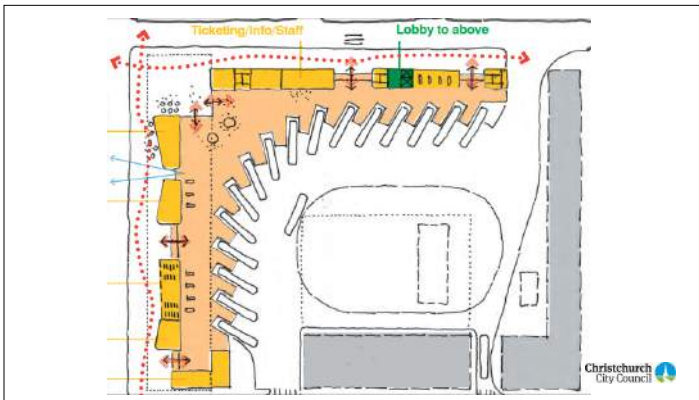 Ticketing/Info/Staff
Lobby to above
Christchurch
City Council